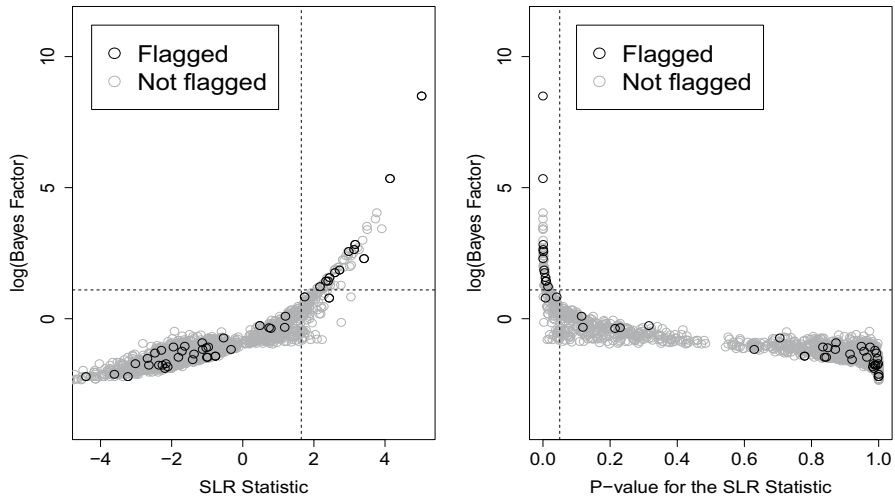 Flagged
Not flagged
log(Bayes Factor)
10
5
0
−4
−2
0
2
4
SLR Statistic
Flagged
Not flagged
log(Bayes Factor)
10
5
0
0.0
0.2
0.4
0.6
0.8
1.0
P−value for the SLR Statistic